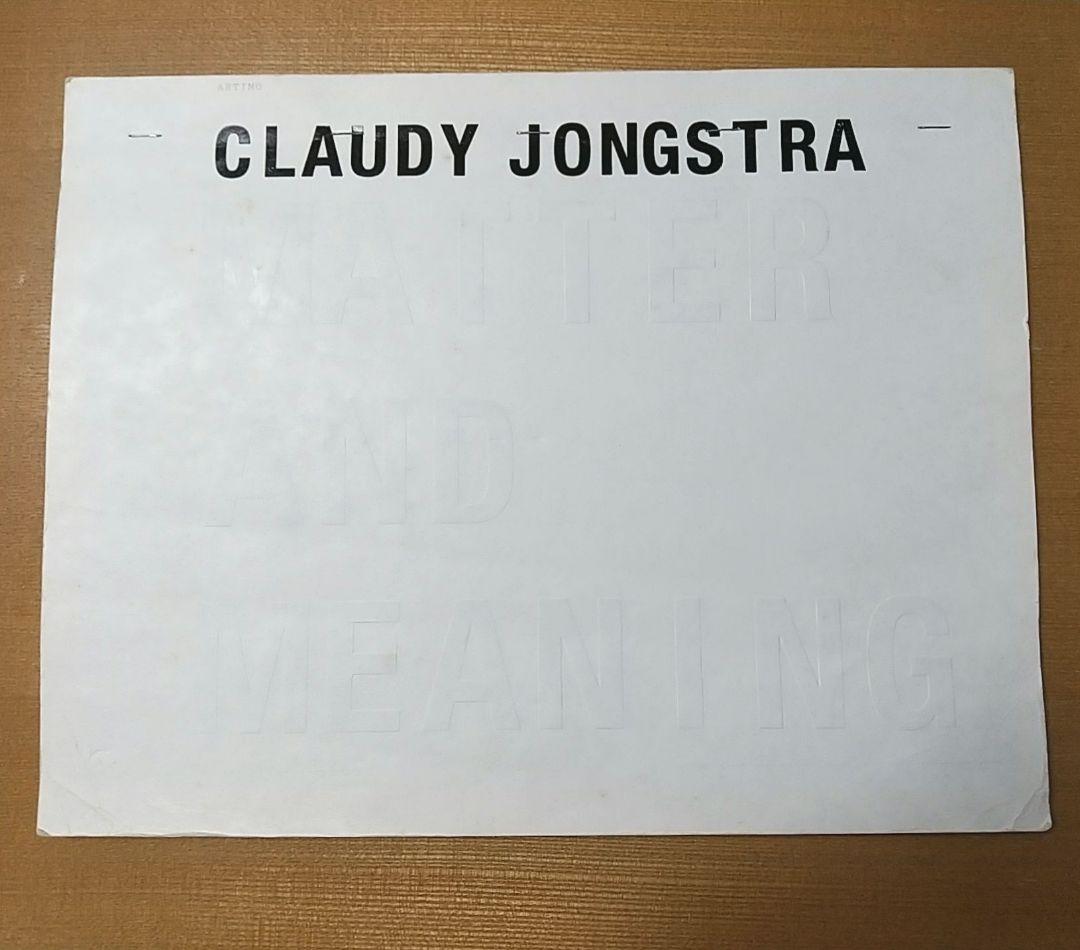 ARTIMO
CLAUDY JONGSTRA
MATTER
AND
MEANING